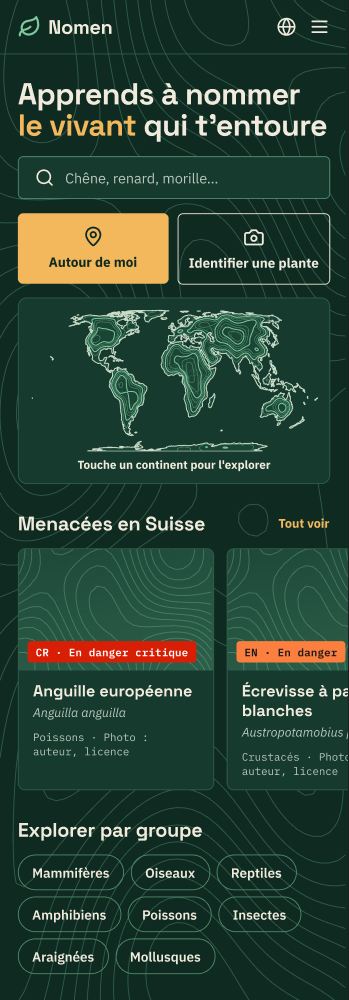 Nomen
Apprends à nommer
le vivant qui t'entoure
Chêne, renard, morille…
Autour de moi
Identifier une plante
Touche un continent pour l'explorer
Menacées en Suisse
Tout voir
CR · En danger critique
Anguille européenne
Anguilla anguilla
Poissons · Photo :
auteur, licence
EN · En danger
Écrevisse à pa
blanches
Austropotamobius
Crustacés · Photo
auteur, licence
Explorer par groupe
Mammifères
Oiseaux
Reptiles
Amphibiens
Poissons
Insectes
Araignées
Mollusques